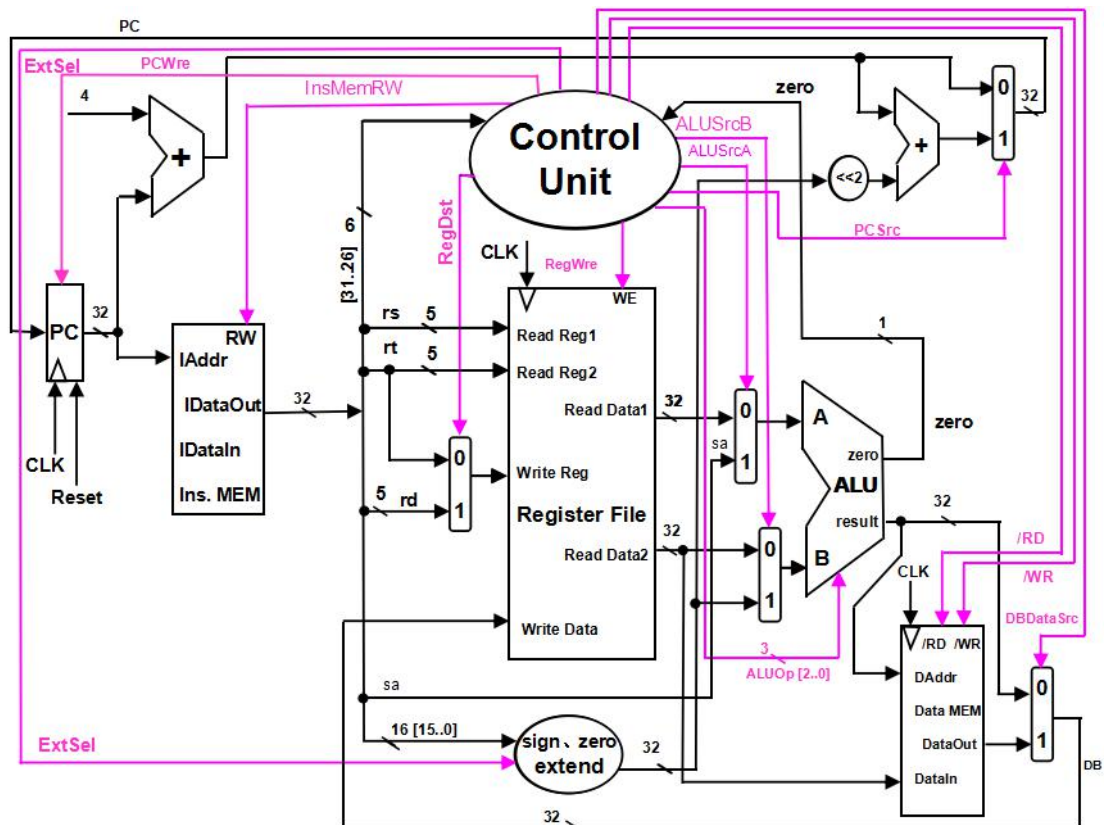 PC
ExtSel
PCWre
InsMemRW
4
+
Control
Unit
zero
ALUSrcB
ALUSrcA
<<2
+
0
1
32
PCSrc
6
[31..26]
RegDst
CLK
RegWre
WE
PC
32
CLK
Reset
RW
IAddr
IDataOut
IDataIn
Ins. MEM
32
rs
5
rt
5
5
rd
0
1
Read Reg1
Read Reg2
Read Data1
Write Reg
Register File
Read Data2
Write Data
32
sa
32
0
1
0
1
A
zero
ALU
result
B
1
zero
32
3
ALUOp [2..0]
/RD
/WR
DBDataSrc
CLK
/RD /WR
DAddr
Data MEM
DataOut
DataIn
0
1
DB
sa
16 [15..0]
ExtSel
sign、zero
extend
32
32